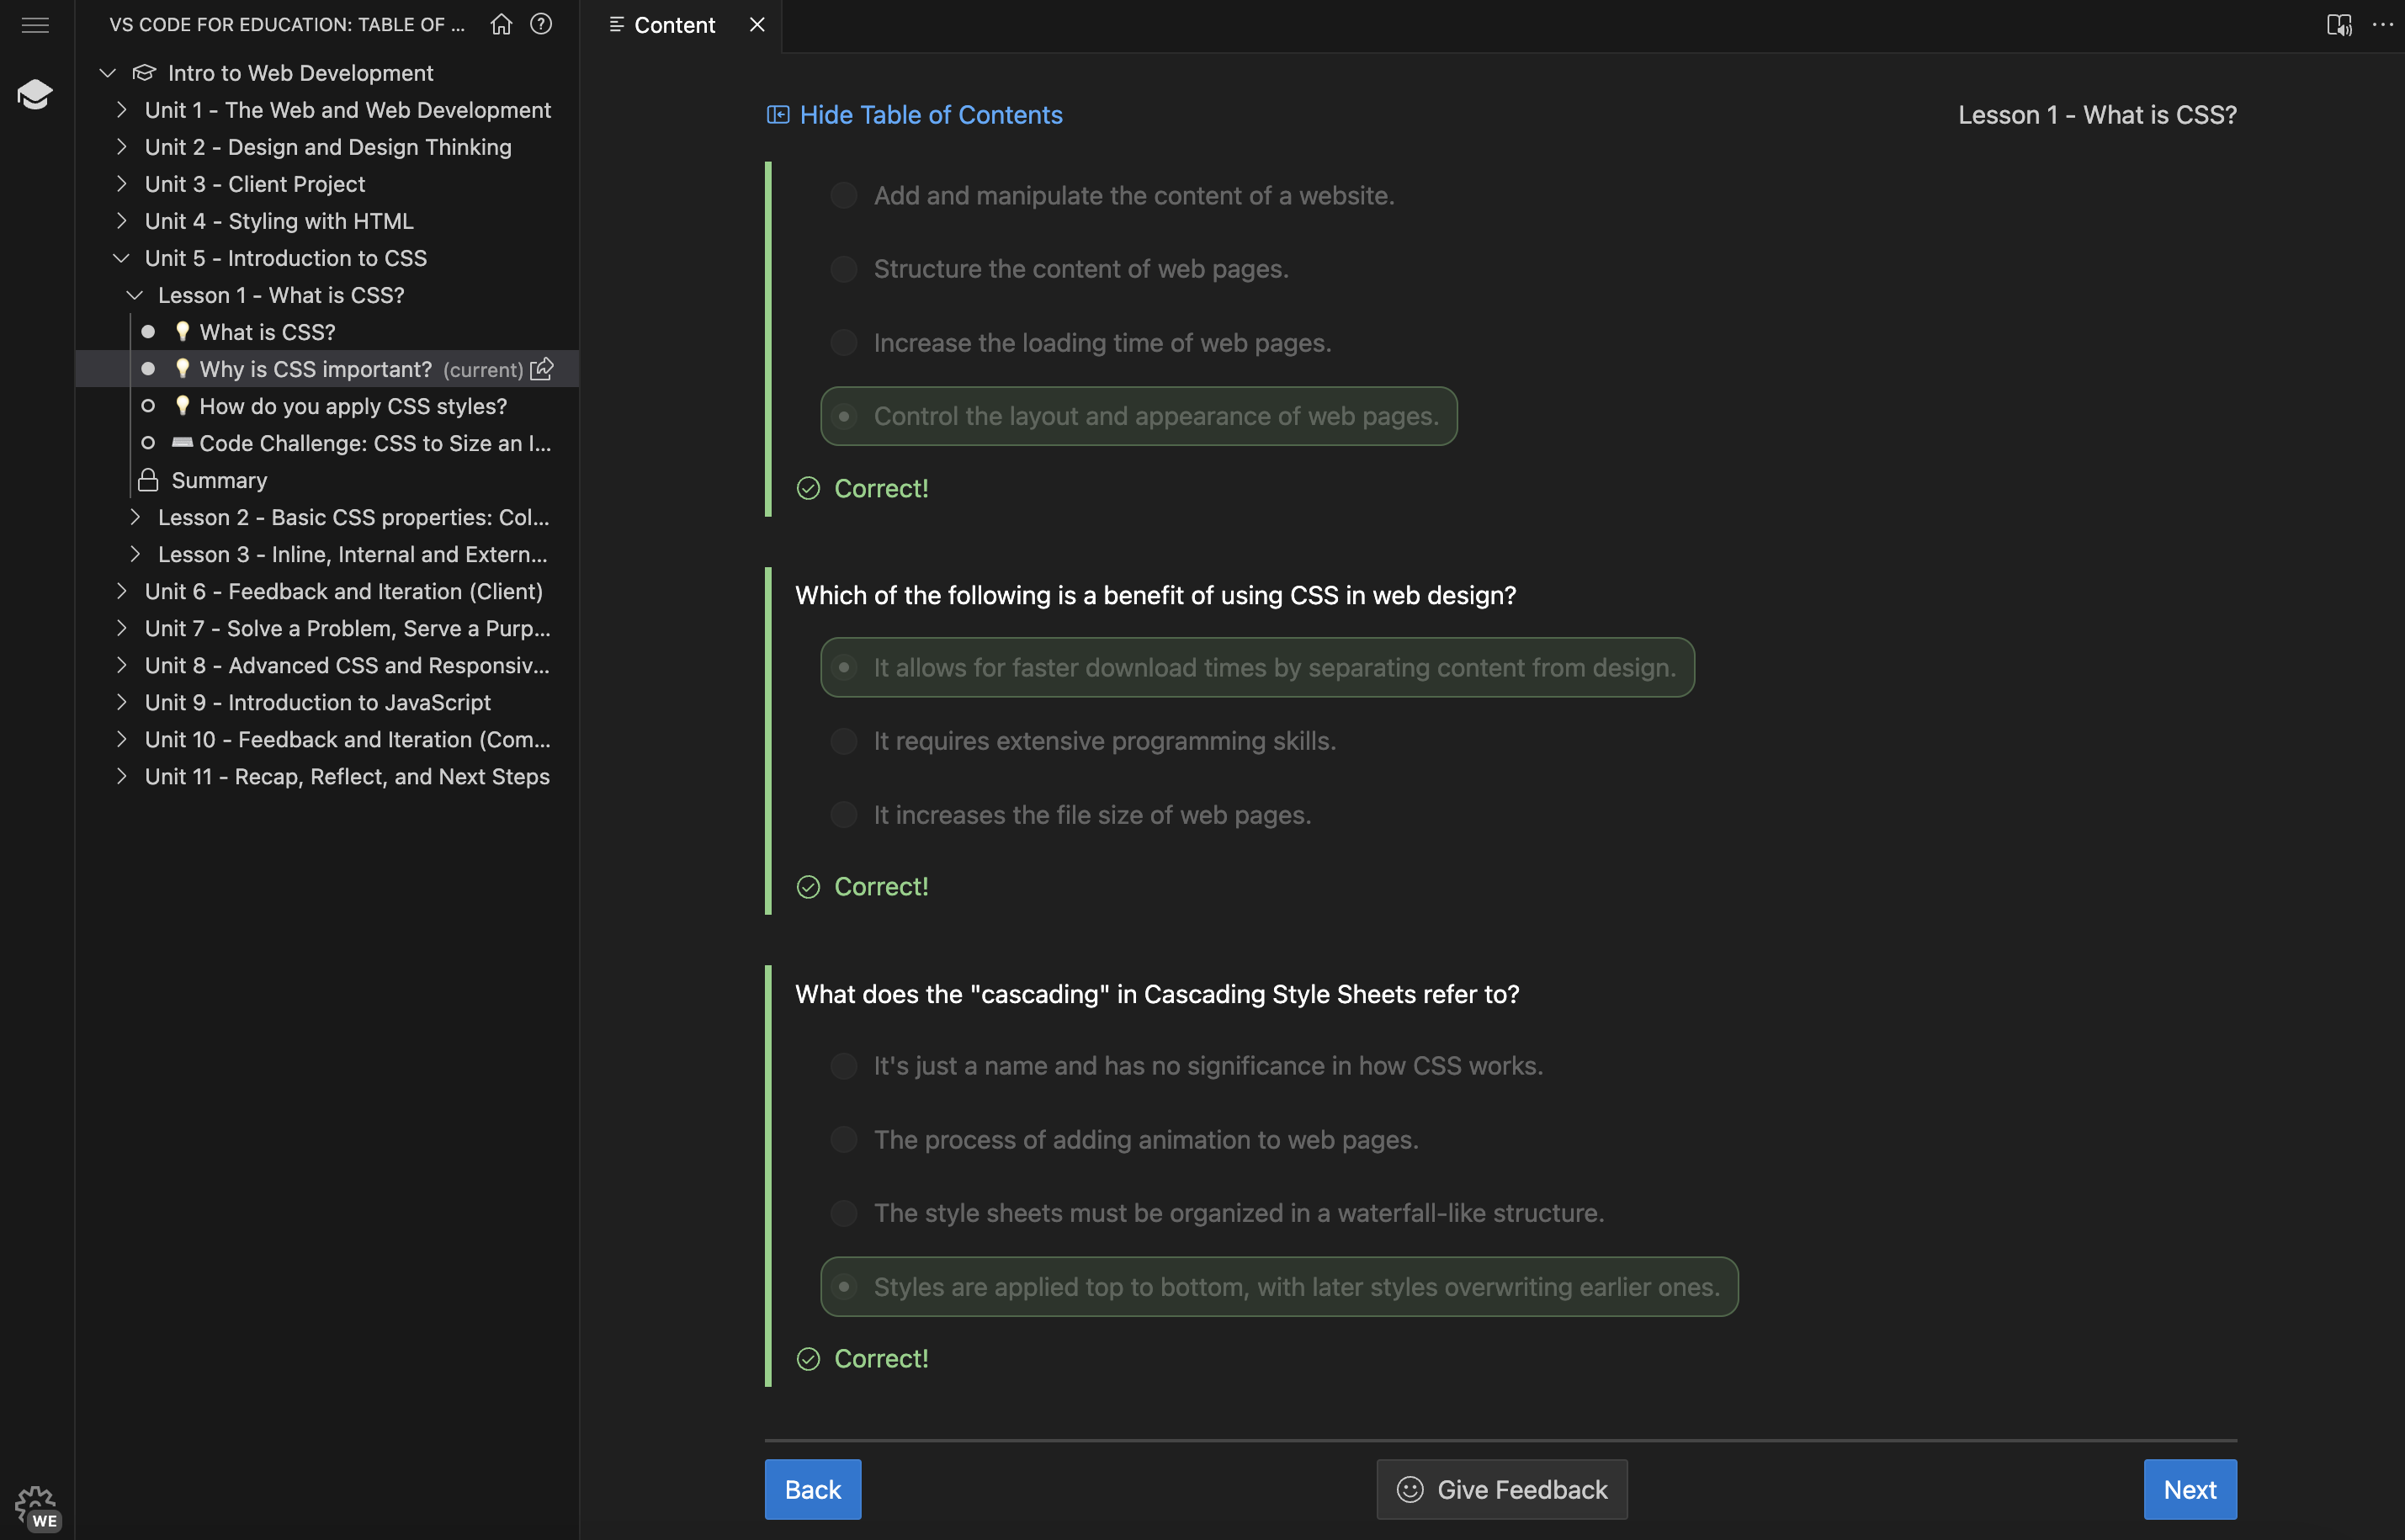 VS CODE FOR EDUCATION: TABLE OF ...
Intro to Web Development
Unit 1 - The Web and Web Development
Unit 2 - Design and Design Thinking
Unit 3 - Client Project
Unit 4 - Styling with HTML
Unit 5 - Introduction to CSS
Lesson 1 - What is CSS?
What is CSS?
Why is CSS important? (current)
How do you apply CSS styles?
Code Challenge: CSS to Size an I...
Summary
Lesson 2 - Basic CSS properties: Col...
Lesson 3 - Inline, Internal and Extern...
Unit 6 - Feedback and Iteration (Client)
Unit 7 - Solve a Problem, Serve a Purp...
Unit 8 - Advanced CSS and Responsiv...
Unit 9 - Introduction to JavaScript
Unit 10 - Feedback and Iteration (Com...
Unit 11 - Recap, Reflect, and Next Steps
WE
Content
Hide Table of Contents
Lesson 1 - What is CSS?
Add and manipulate the content of a website.
Structure the content of web pages.
Increase the loading time of web pages.
Control the layout and appearance of web pages.
Correct!
Which of the following is a benefit of using CSS in web design?
It allows for faster download times by separating content from design.
It requires extensive programming skills.
It increases the file size of web pages.
Correct!
What does the "cascading" in Cascading Style Sheets refer to?
It's just a name and has no significance in how CSS works.
The process of adding animation to web pages.
The style sheets must be organized in a waterfall-like structure.
Styles are applied top to bottom, with later styles overwriting earlier ones.
Correct!
Back
Give Feedback
Next